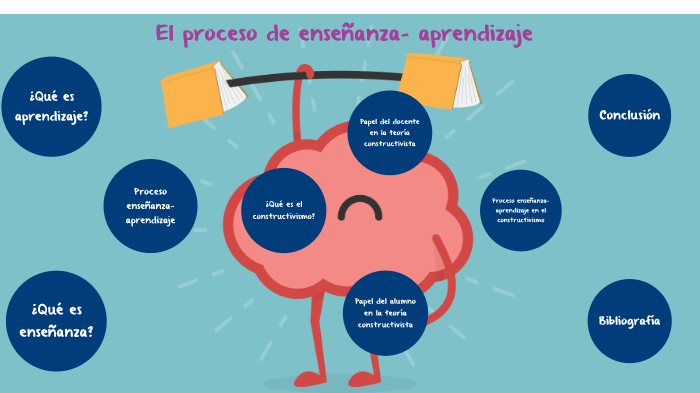 El proceso de enseñanza- aprendizaje
¿Qué es
aprendizaje?
Proceso
enseñanza-
aprendizaje
¿Qué es
enseñanza?
¿Qué es el
constructivismo?
Papel del docente
en la teoría
constructivista
Papel del alumno
en la teoría
constructivista
Proceso enseñanza-
aprendizaje en el
constructivismo
Conclusión
Bibliografía